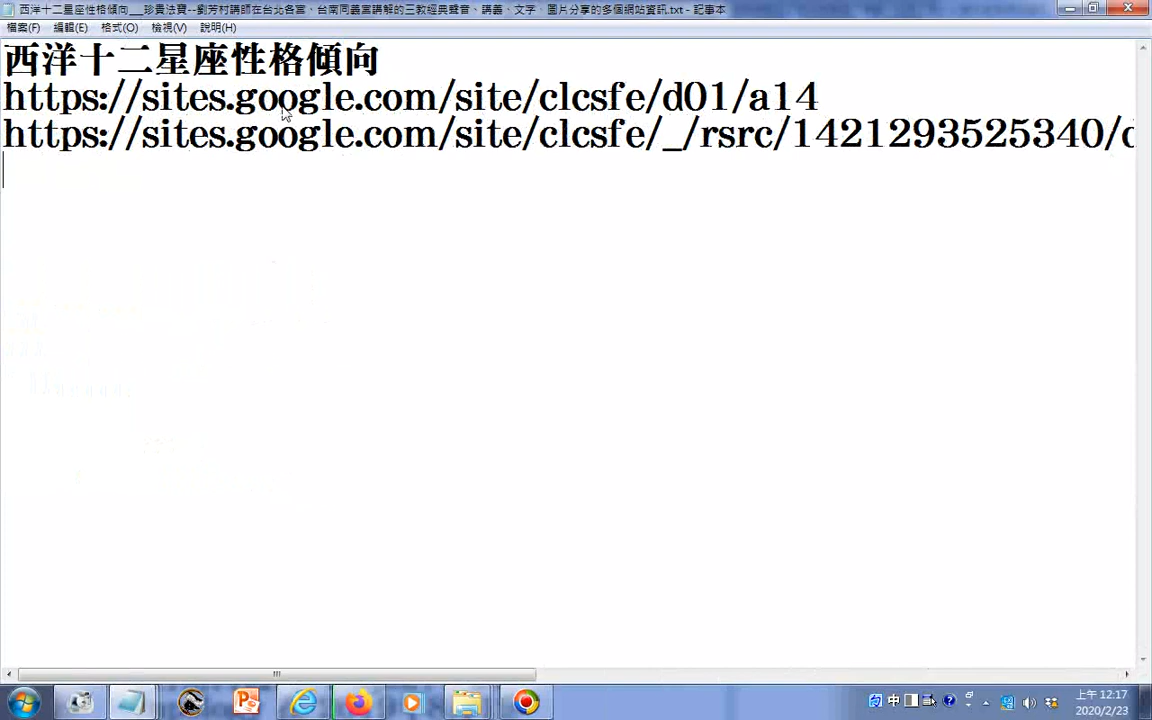 西洋十二星座性格傾向___珍貴法寶--劉芳村講師在台北各宮、台南同義宮講解的三教經典聲音、講義、文字、圖片分享的多個網站資訊.txt - 記事本
檔案(F) 編輯(E) 格式(O) 檢視(V) 說明(H)
西洋十二星座性格傾向
https://sites.google.com/site/clcsfe/d01/a14
https://sites.google.com/site/clcsfe/_/rsrc/1421293525340/d
中
上午 12:17
2020/2/23